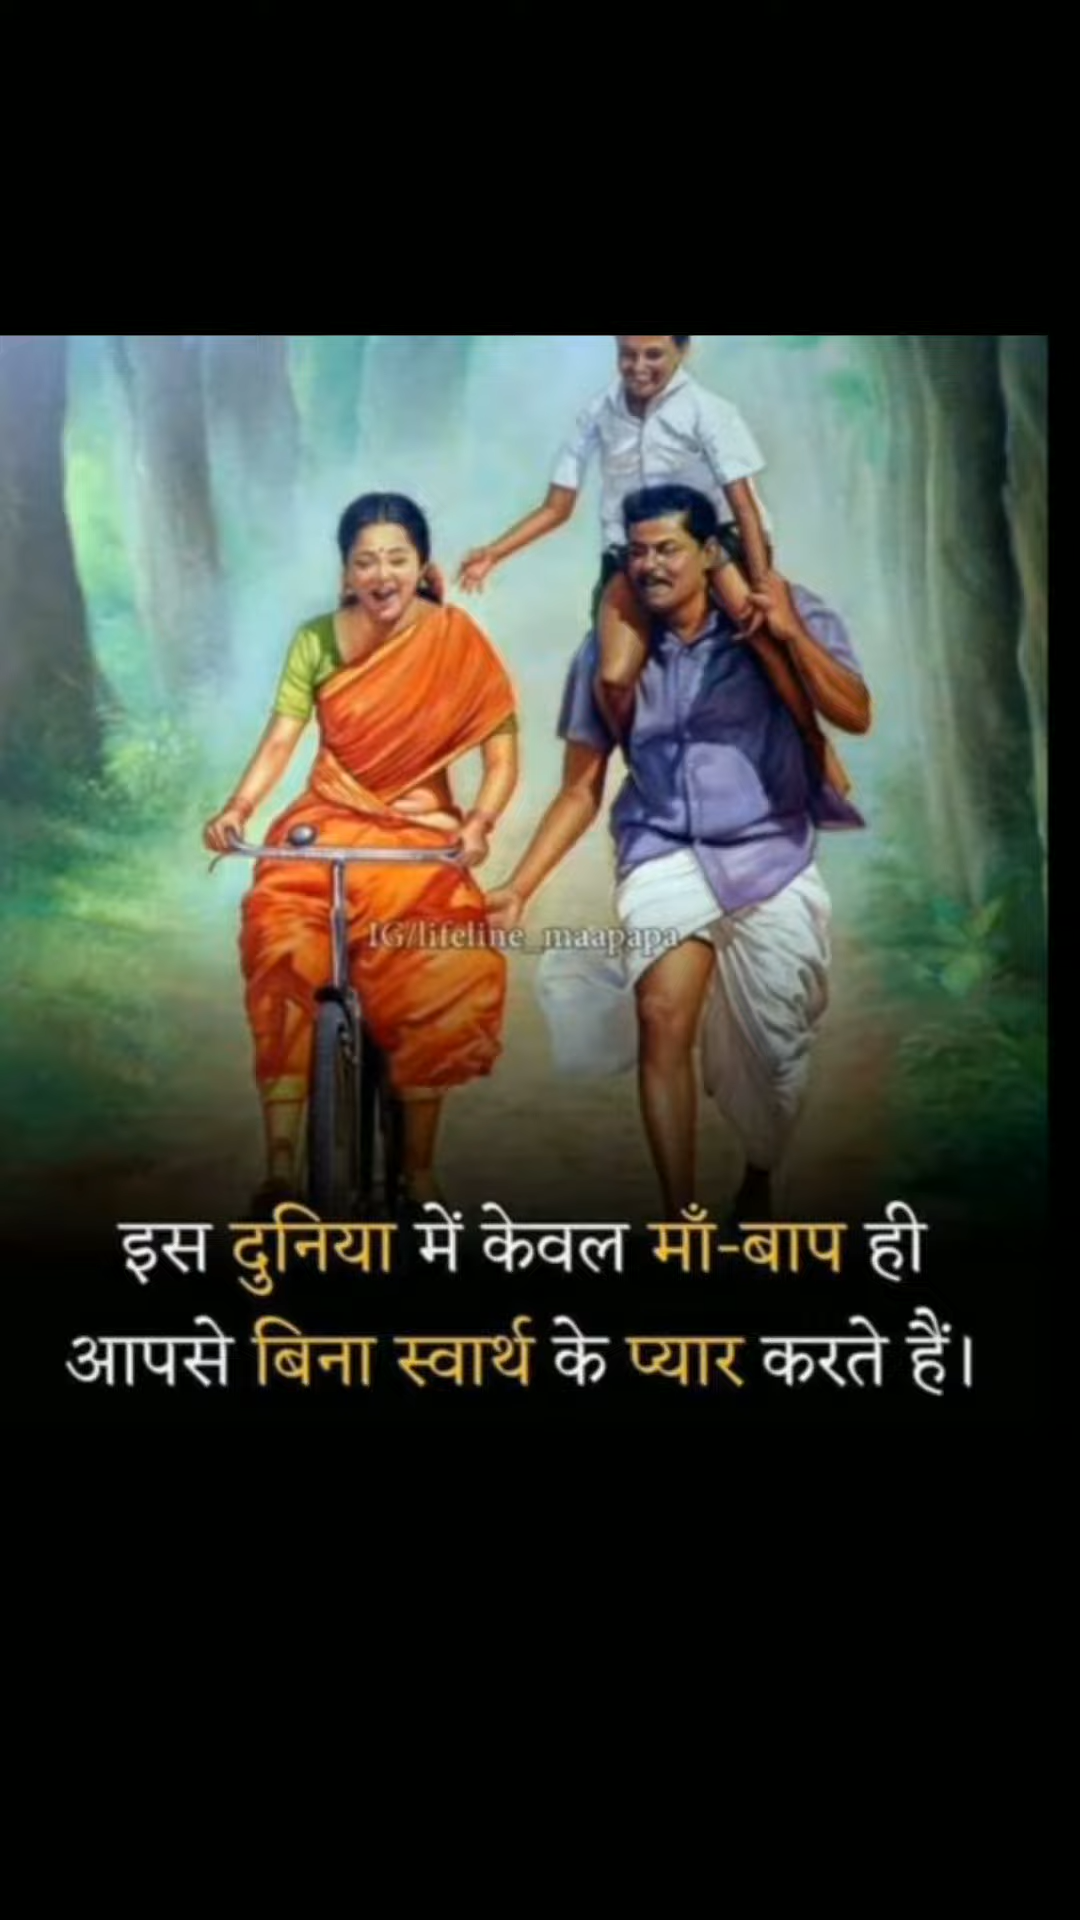 IG/lifeline_maapapa
इस दुनिया में केवल माँ-बाप ही
आपसे बिना स्वार्थ के प्यार करते हैं।